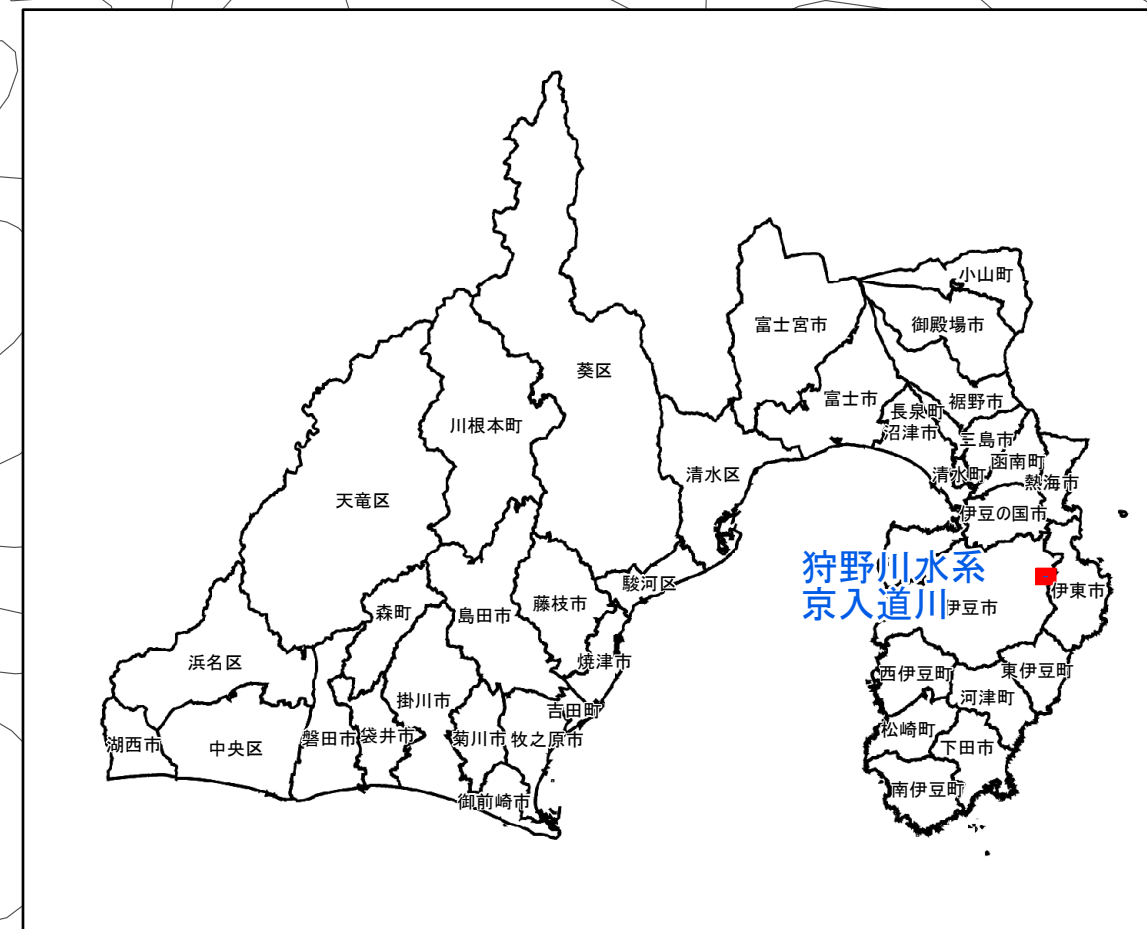 小山町
富士宮市
御殿場市
葵区
富士市
裾野市
長泉町
川根本町
沼津市
三島市
函南町
清水区
清水町
熱海市
天竜区
伊豆の国市
狩野川水系
京入道川
駿河区
伊東市
藤枝市
伊豆市
森町
島田市
浜名区
焼津市
西伊豆町
東伊豆町
掛川市
河津町
吉田町
湖西市
中央区
磐田市
袋井市
菊川市
牧之原市
松崎町
下田市
南伊豆町
御前崎市